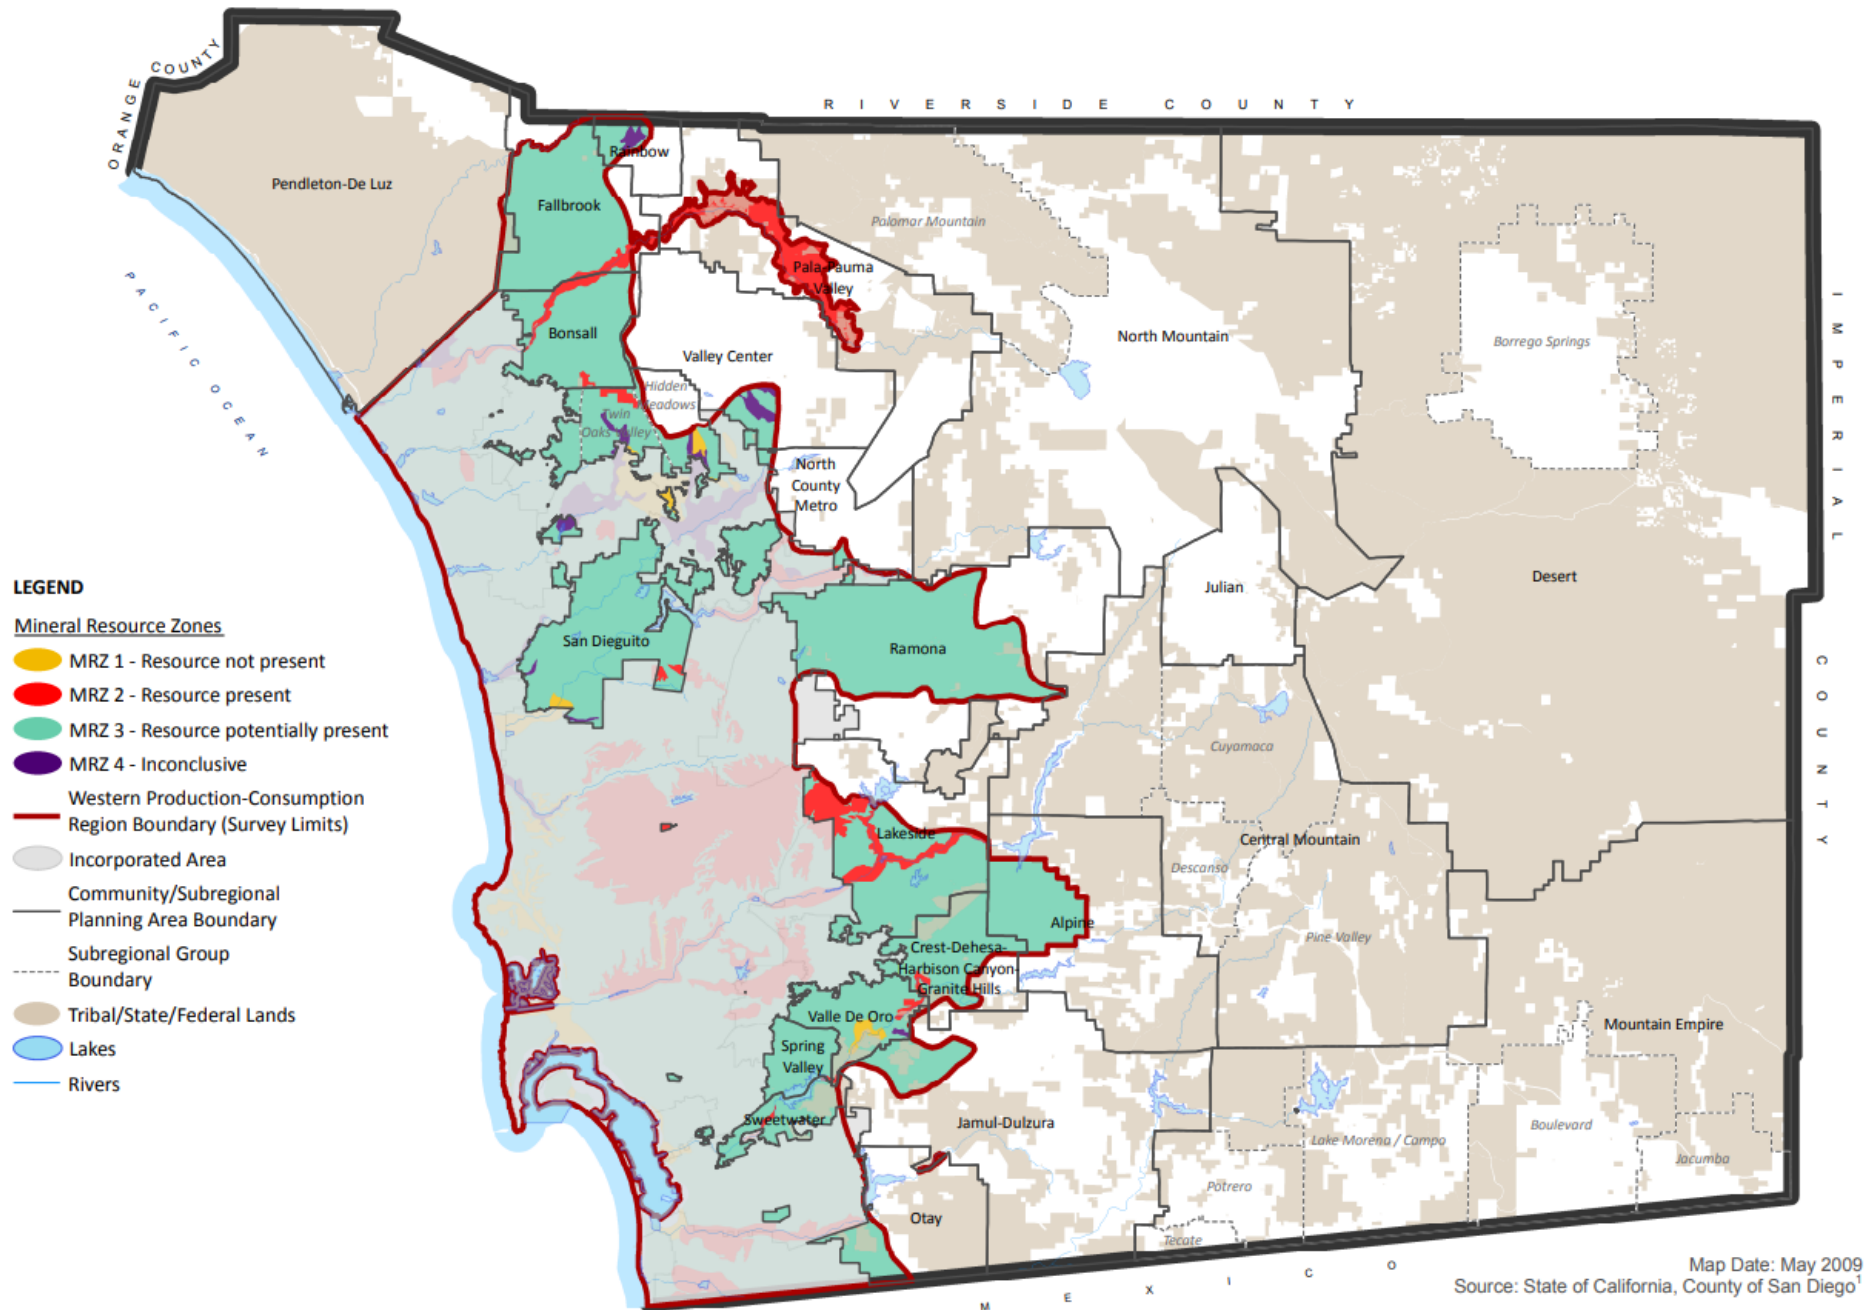 ORANGE COUNTY
RIVERSIDE COUNTY
IMPERIAL COUNTY
MEXICO
PACIFIC OCEAN
Pendleton-De Luz
Rainbow
Fallbrook
Palomar Mountain
Pala-Pauma
Valley
Bonsall
Valley Center
North Mountain
Borrego Springs
Hidden
Meadows
Twin
Oaks Valley
North
County
Metro
Desert
Julian
San Dieguito
Ramona
Cuyamaca
Lakeside
Central Mountain
Descanso
Alpine
Pine Valley
Crest-Dehesa-
Harbison Canyon-
Granite Hills
Valle De Oro
Mountain Empire
Spring
Valley
Sweetwater
Jamul-Dulzura
Lake Morena / Campo
Boulevard
Jacumba
Potrero
Otay
Tecate
LEGEND
Mineral Resource Zones
MRZ 1 - Resource not present
MRZ 2 - Resource present
MRZ 3 - Resource potentially present
MRZ 4 - Inconclusive
Western Production-Consumption
Region Boundary (Survey Limits)
Incorporated Area
Community/Subregional
Planning Area Boundary
Subregional Group
Boundary
Tribal/State/Federal Lands
Lakes
Rivers
Map Date: May 2009
Source: State of California, County of San Diego1